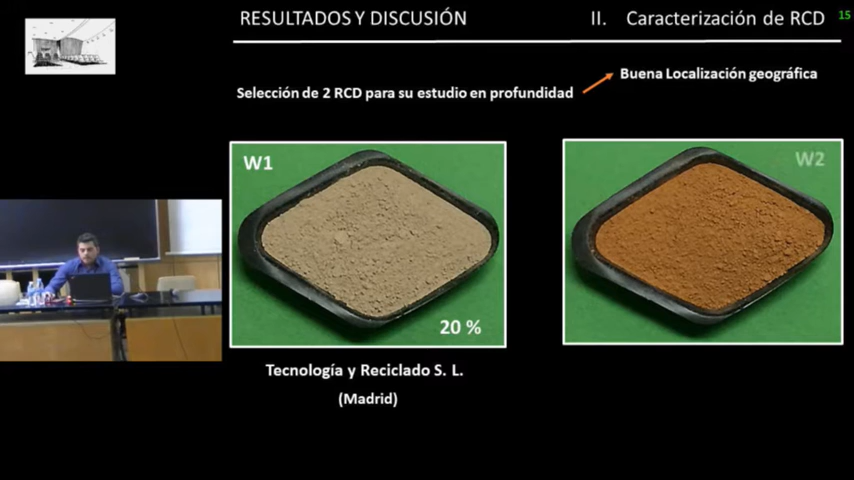 RESULTADOS Y DISCUSIÓN
II. Caracterización de RCD
15
Buena Localización geográfica
Selección de 2 RCD para su estudio en profundidad
W1
W2
20 %
Tecnología y Reciclado S. L.
(Madrid)